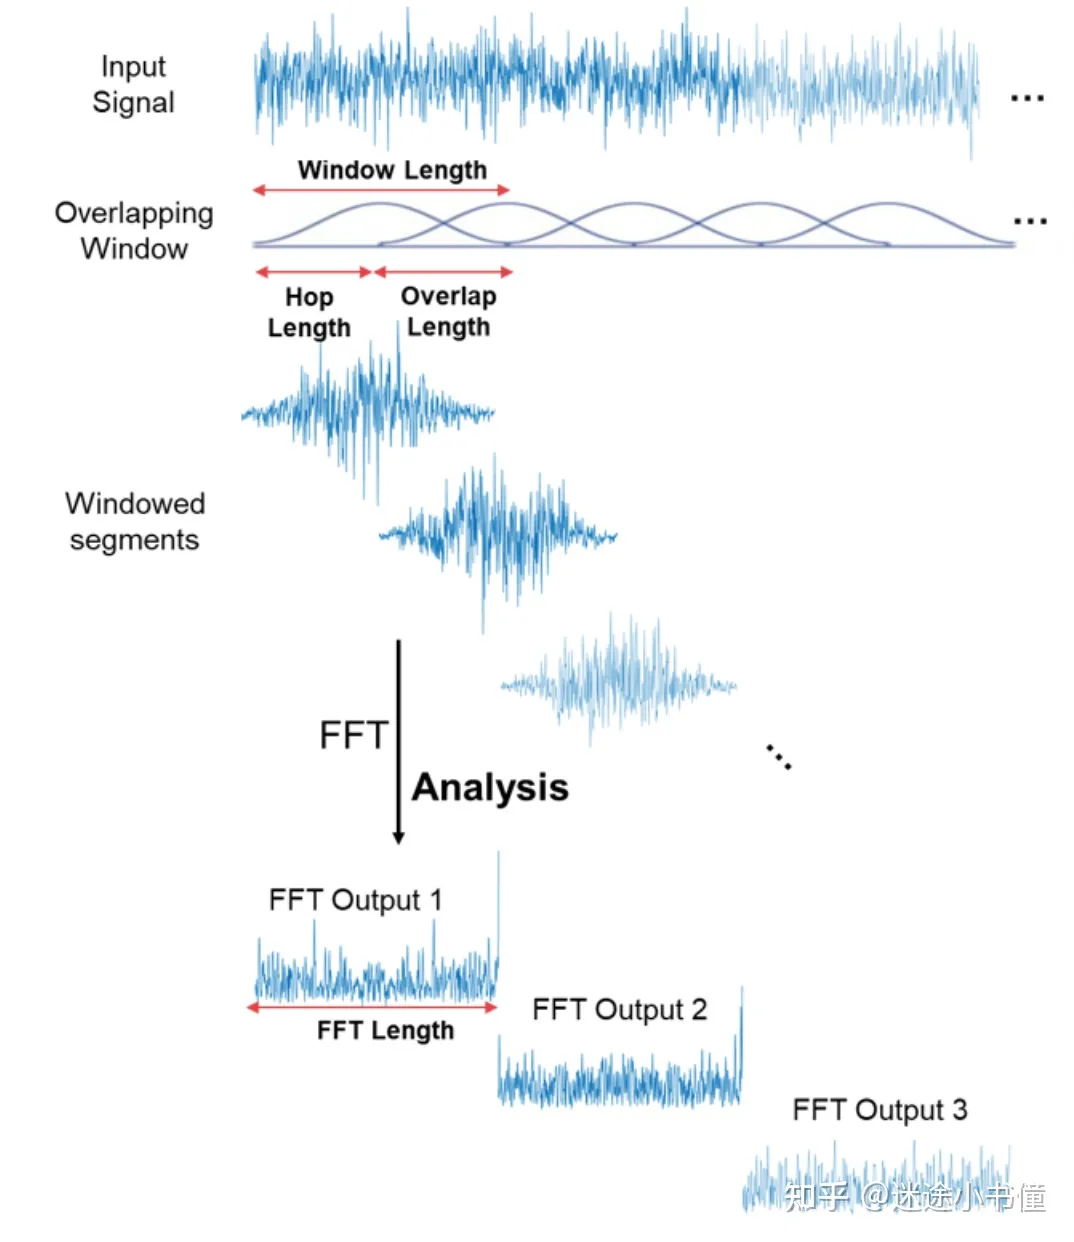 Input
Signal
...
Window Length
Overlapping
Window
...
Hop
Length
Overlap
Length
Windowed
segments
...
FFT
Analysis
FFT Output 1
FFT Length
FFT Output 2
FFT Output 3
知乎 @迷途小书僮